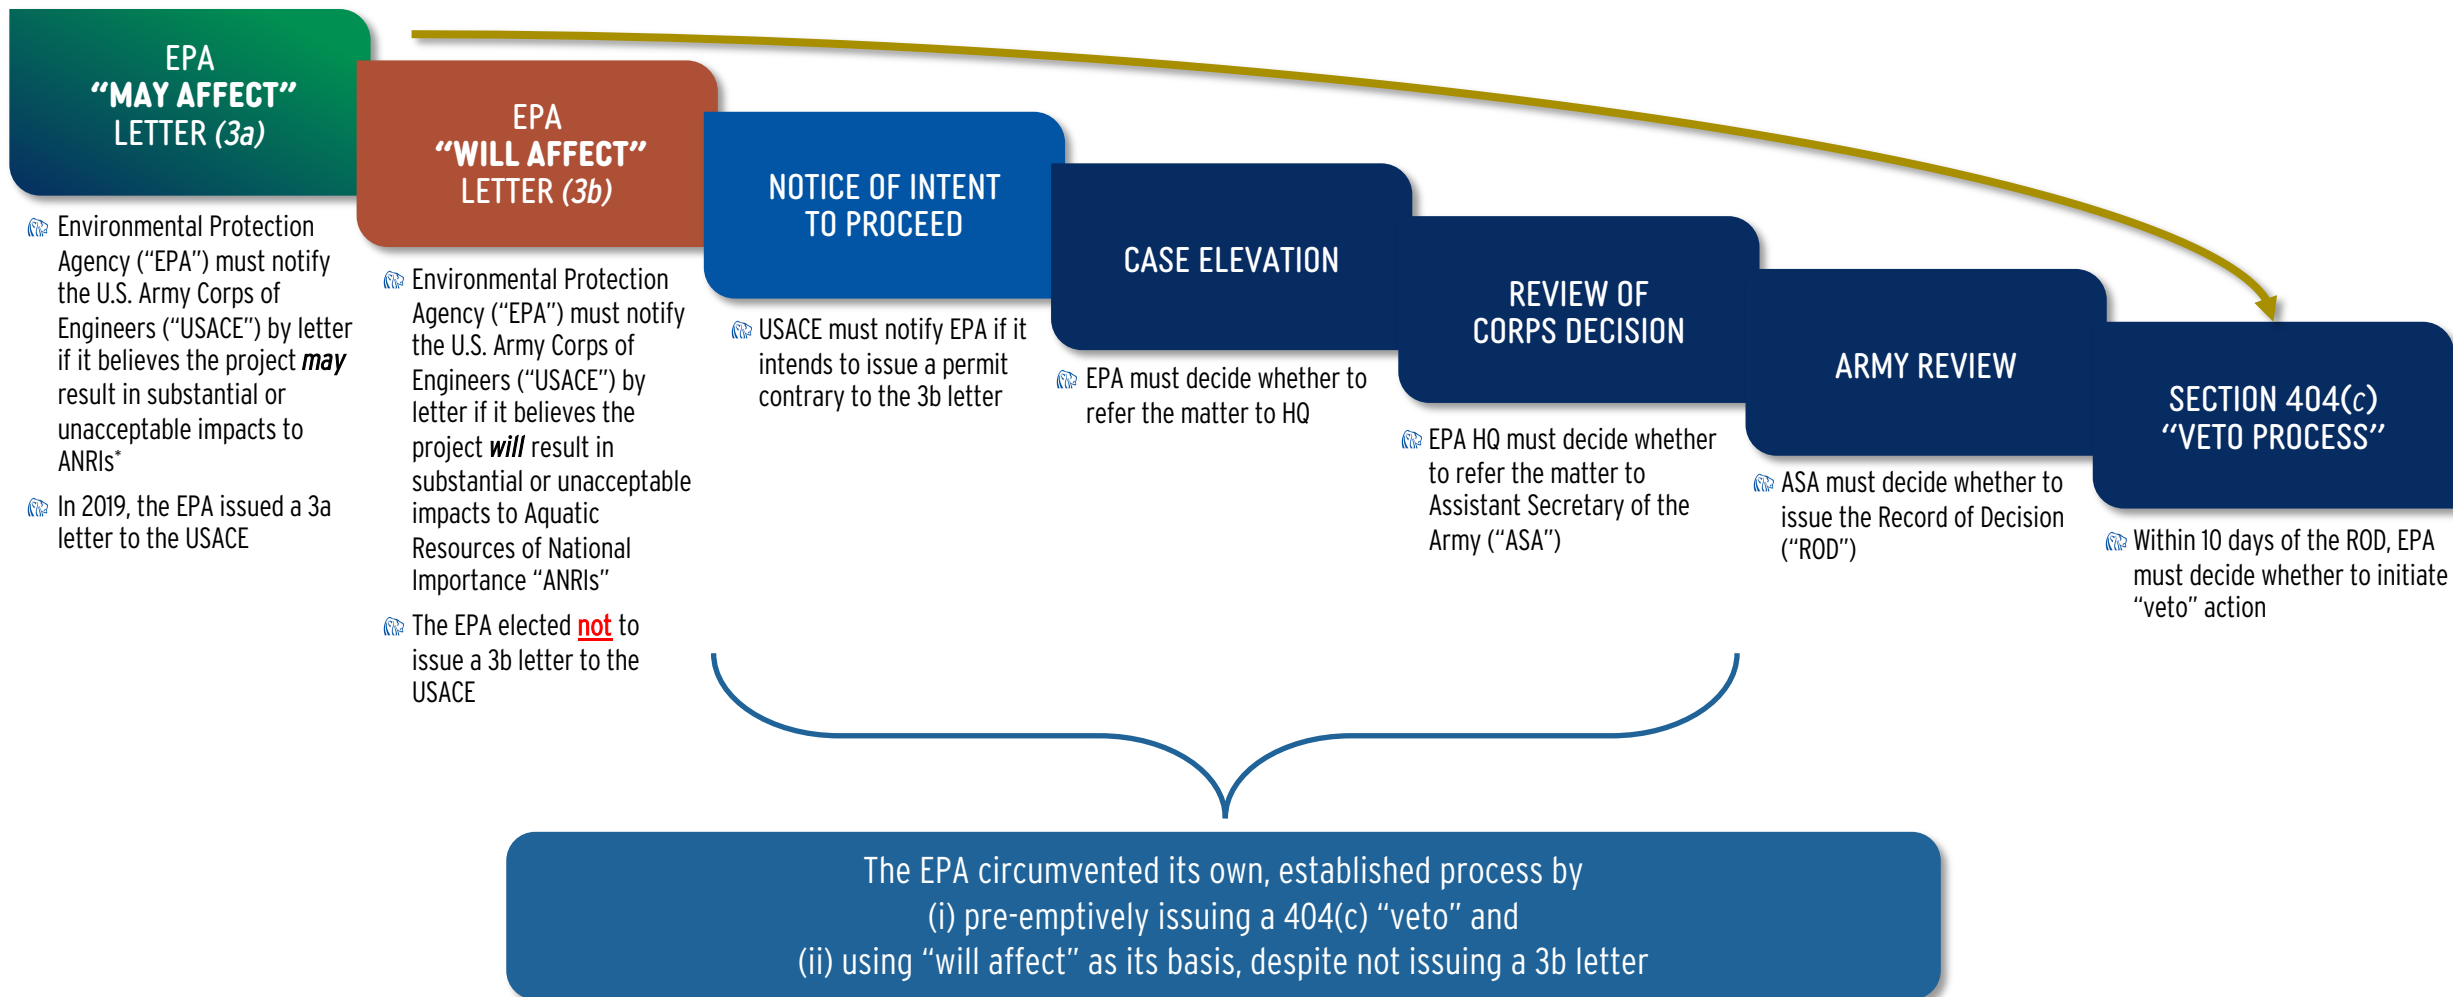 EPA
“MAY AFFECT”
LETTER (3a)
Environmental Protection
Agency (“EPA”) must notify
the U.S. Army Corps of
Engineers (“USACE”) by letter
if it believes the project may
result in substantial or
unacceptable impacts to
ANRIs*
In 2019, the EPA issued a 3a
letter to the USACE
EPA
“WILL AFFECT”
LETTER (3b)
Environmental Protection
Agency (“EPA”) must notify
the U.S. Army Corps of
Engineers (“USACE”) by
letter if it believes the
project will result in
substantial or unacceptable
impacts to Aquatic
Resources of National
Importance “ANRIs”
The EPA elected not to
issue a 3b letter to the
USACE
NOTICE OF INTENT
TO PROCEED
USACE must notify EPA if it
intends to issue a permit
contrary to the 3b letter
CASE ELEVATION
EPA must decide whether to
refer the matter to HQ
REVIEW OF
CORPS DECISION
EPA HQ must decide whether
to refer the matter to
Assistant Secretary of the
Army (“ASA”)
ARMY REVIEW
ASA must decide whether to
issue the Record of Decision
(“ROD”)
SECTION 404(c)
“VETO PROCESS”
Within 10 days of the ROD, EPA
must decide whether to initiate
“veto” action
The EPA circumvented its own, established process by
(i) pre-emptively issuing a 404(c) “veto” and
(ii) using “will affect” as its basis, despite not issuing a 3b letter